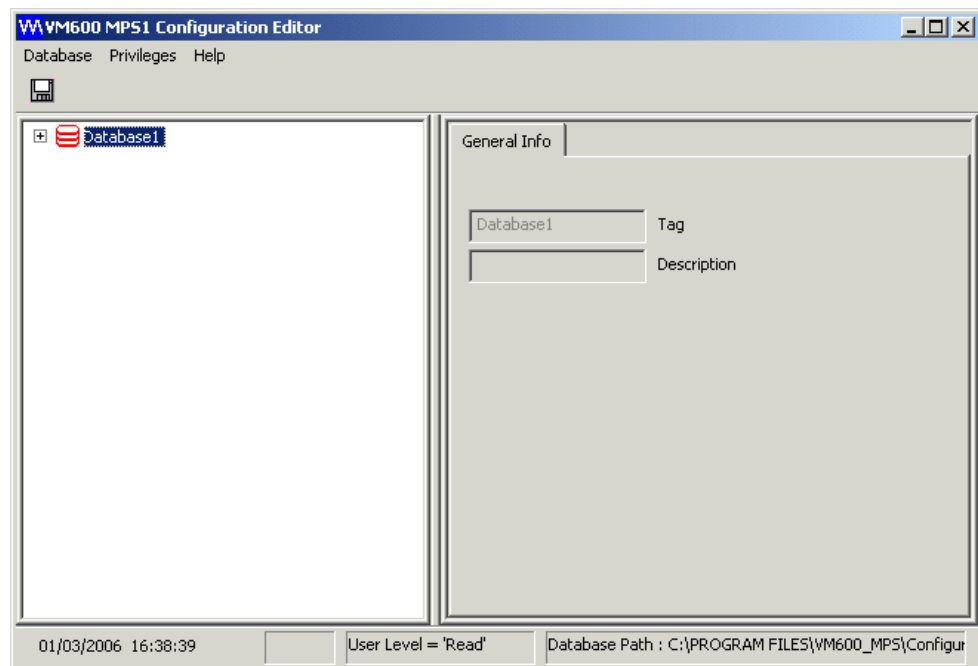 VM600 MPS1 Configuration Editor
Database Privileges Help
Database1
General Info
Database1 Tag
Description
01/03/2006 16:38:39 User Level = 'Read' Database Path : C:\PROGRAM FILES\VM600_MPS\Configur